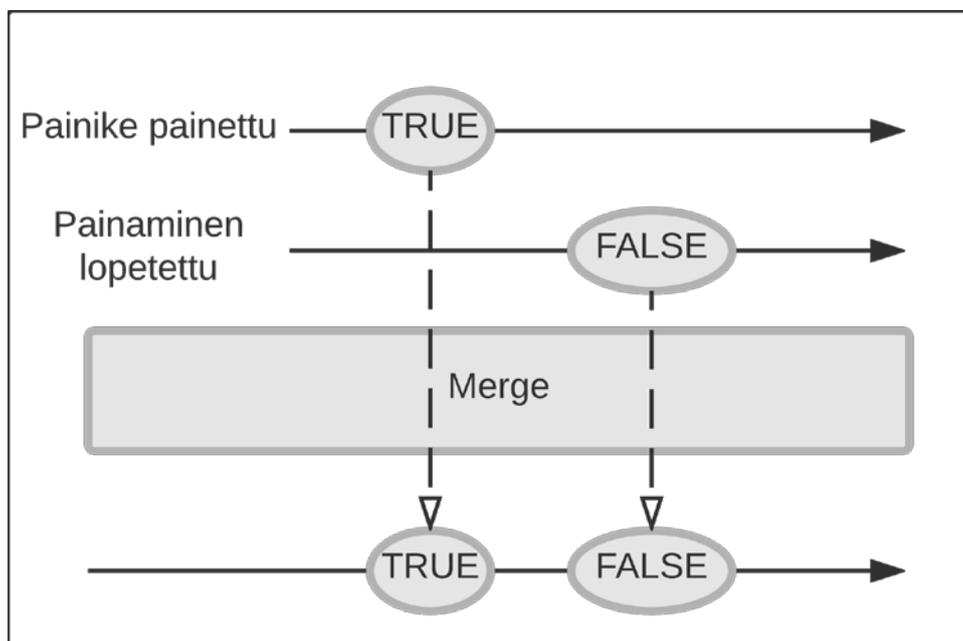 Painike painettu
TRUE
Painaminen
lopetettu
FALSE
Merge
TRUE
FALSE